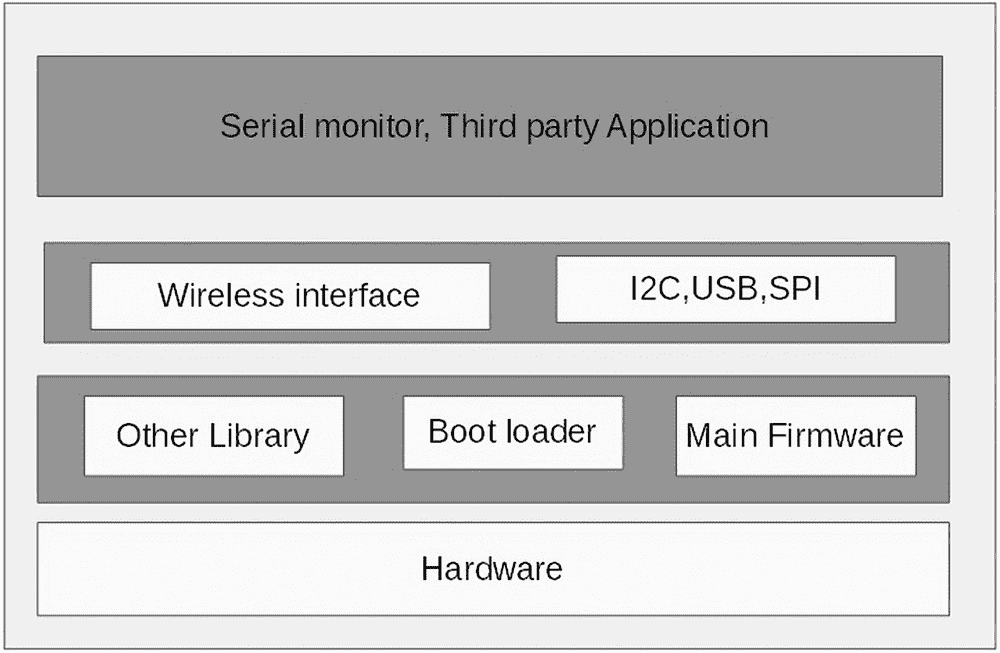 Serial monitor, Third party Application
Wireless interface
I2C,USB,SPI
Other Library
Boot loader
Main Firmware
Hardware